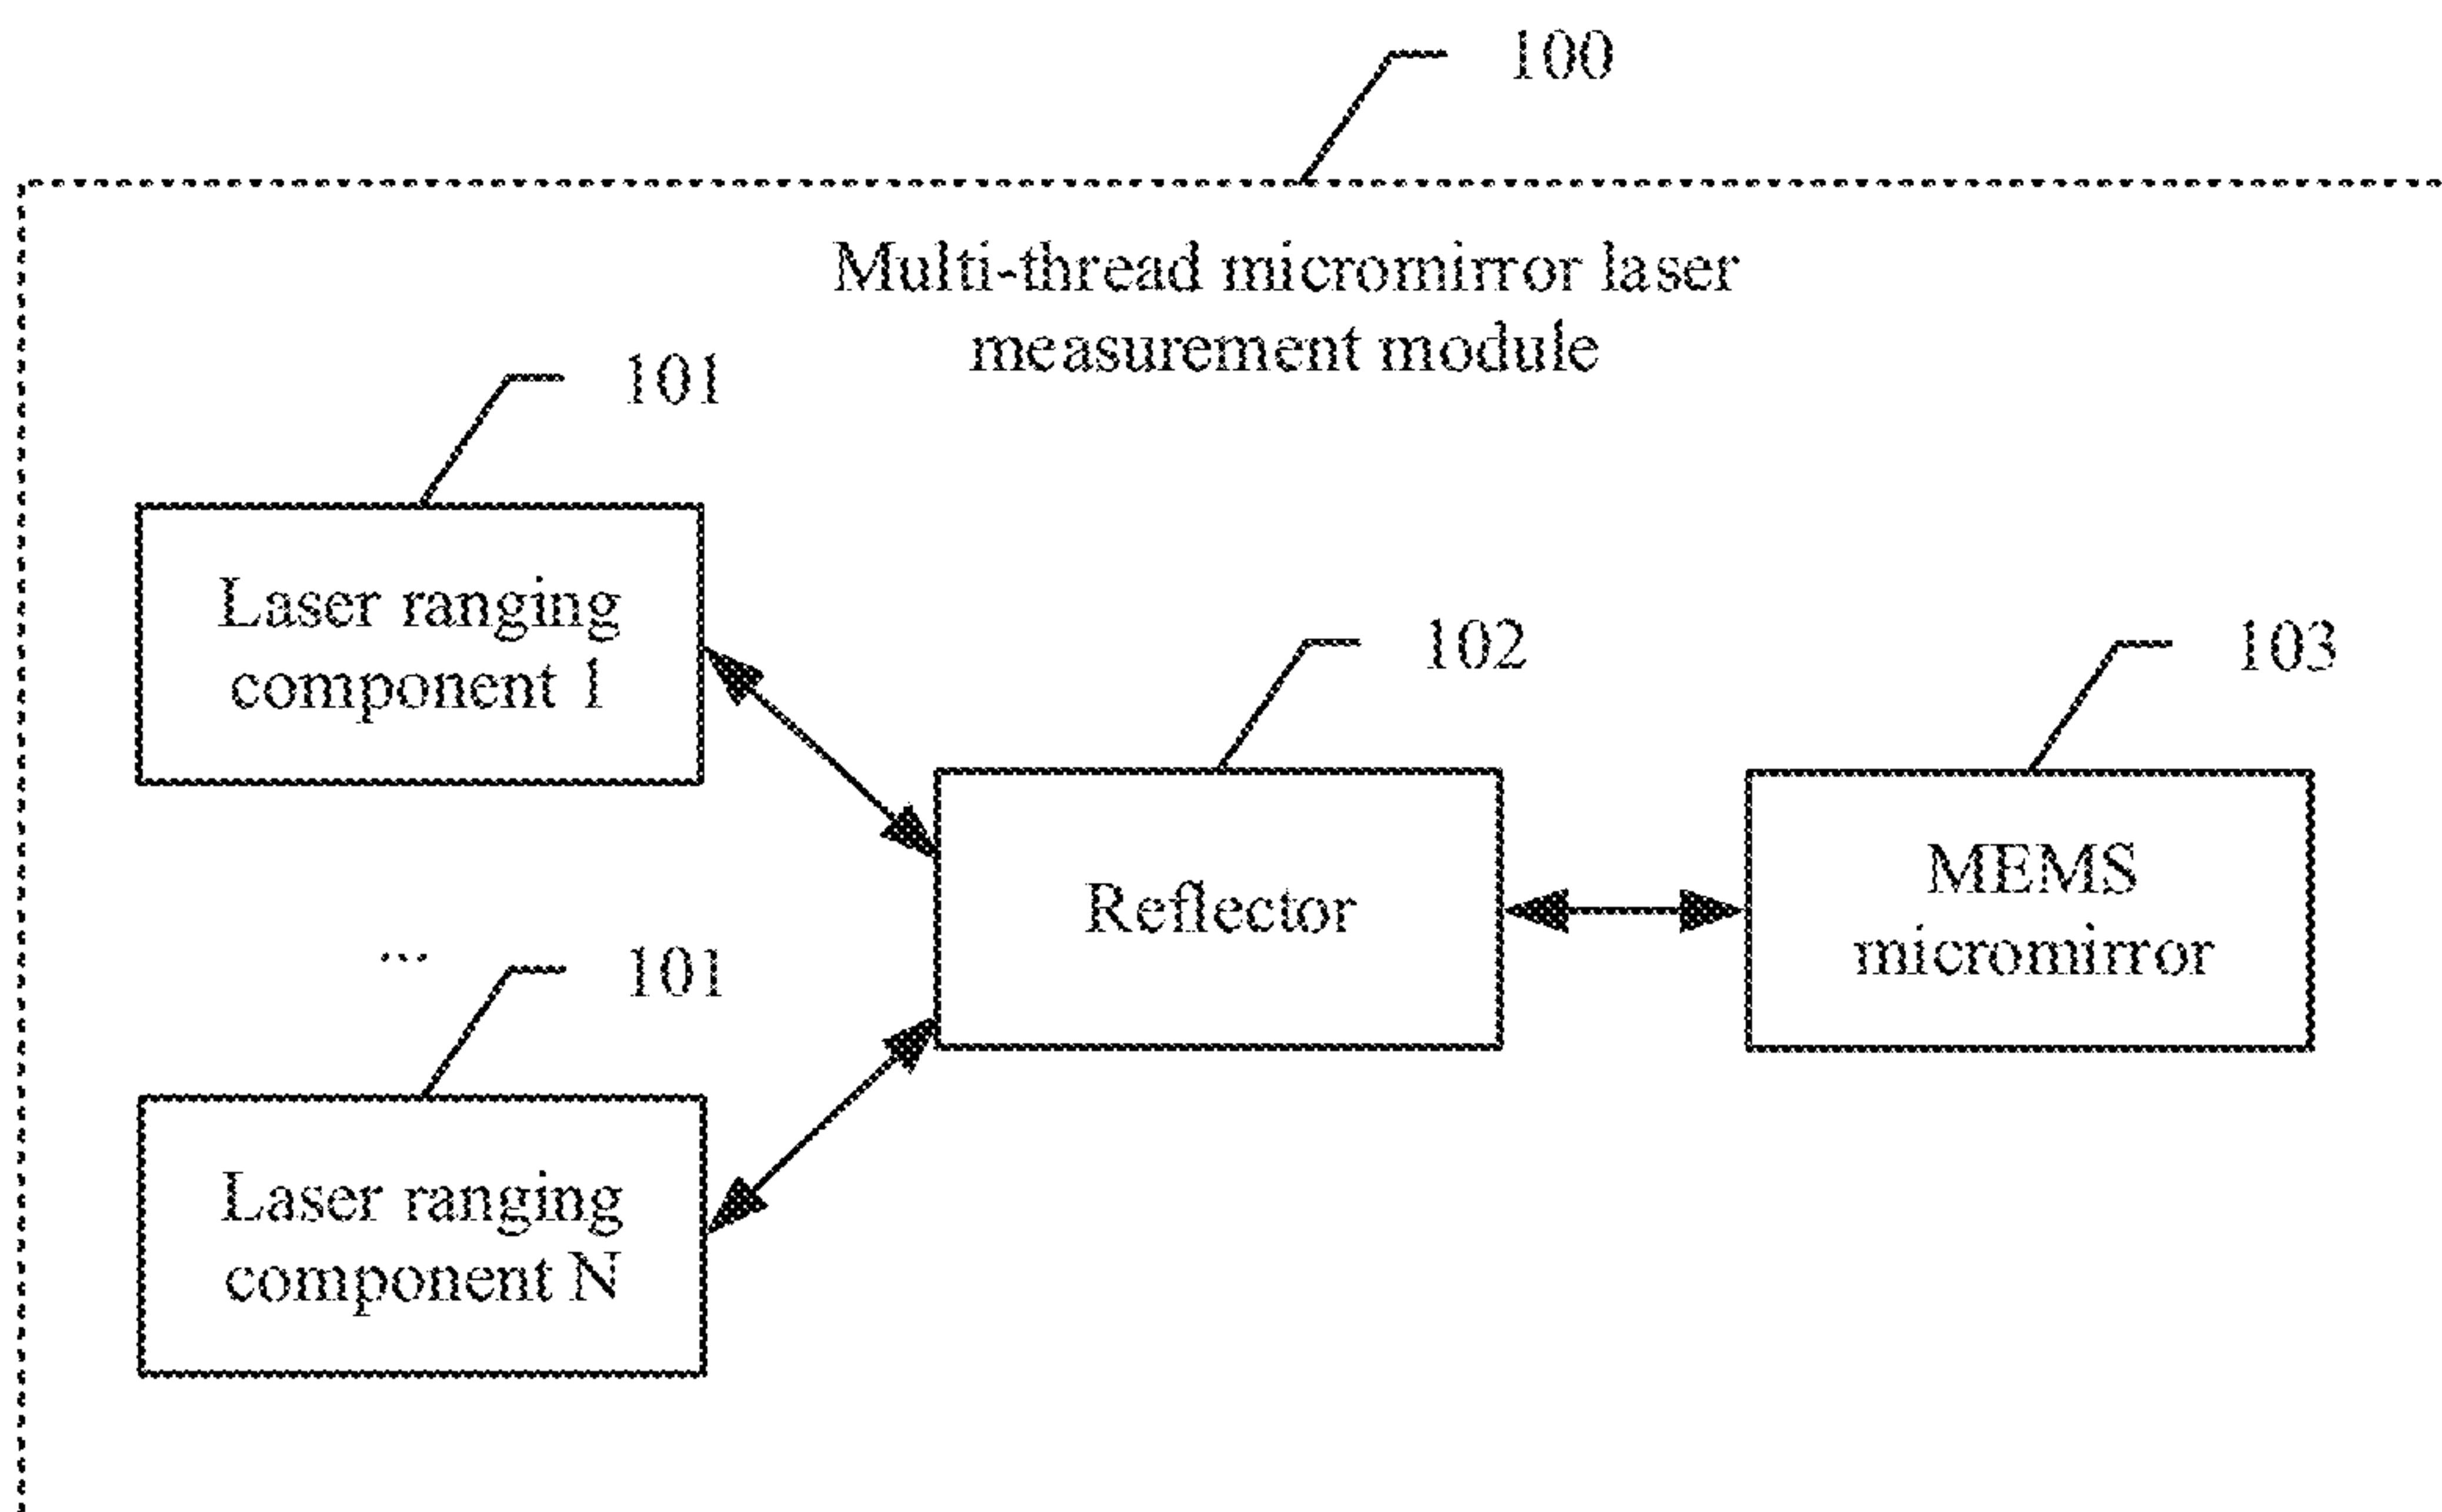 100
Multi-thread micromirror laser
measurement module
101
Laser ranging
component 1
102
103
Reflector
MEMS
micromirror
...
101
Laser ranging
component N